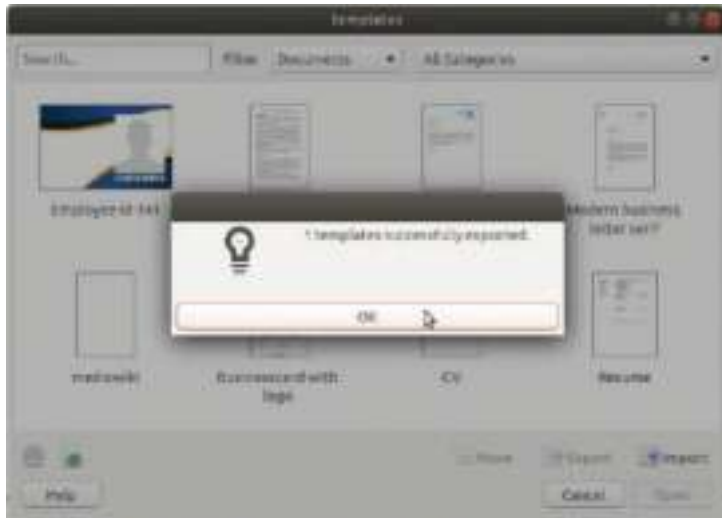 Templates
Search...
Filter
Documents
All Categories
Modern business
letter serif
1 templates successfully exported.
OK
mediawiki
Businesscard with
logo
CV
Resume
Move
Export
Import
Help
Cancel
Open